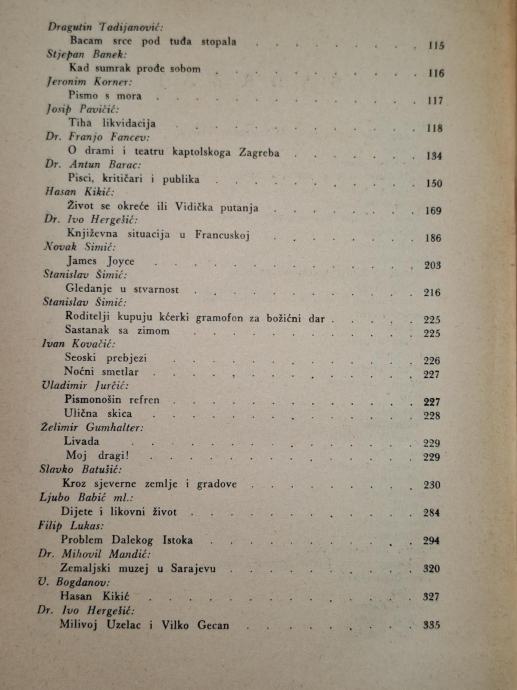 Dragutin Tadijanović:
Bacam srce pod tuđa stopala . . . . . . . 115
Stjepan Banek:
Kad sumrak prođe sobom . . . . . . . . 116
Jeronim Korner:
Pismo s mora . . . . . . . . . . 117
Josip Pavičić:
Tiha likvidacija . . . . . . . . . 118
Dr. Franjo Fancev:
O drami i teatru kaptolskoga Zagreba . . . . . 134
Dr. Antun Barac:
Pisci, kritičari i publika . . . . . . . . 150
Hasan Kikić:
Život se okreće ili Vidička putanja . . . . . . 169
Dr. Ivo Hergešić:
Književna situacija u Francuskoj . . . . . . 186
Novak Simić:
James Joyce . . . . . . . . . . 203
Stanislav Šimić:
Gledanje u stvarnost . . . . . . . . . 216
Stanislav Šimić:
Roditelji kupuju kćerki gramofon za božićni dar . . . . 225
Sastanak sa zimom . . . . . . . . . 225
Ivan Kovačić:
Seoski prebjezi . . . . . . . . . 226
Noćni smetlar . . . . . . . . . . 227
Vladimir Jurčić:
Pismonošin refren . . . . . . . . . 227
Ulična skica . . . . . . . . . . 228
Želimir Gumhalter:
Livada . . . . . . . . . . . 229
Moj dragi! . . . . . . . . . . 229
Slavko Batušić:
Kroz sjeverne zemlje i gradove . . . . . . . 230
Ljubo Babić ml.:
Dijete i likovni život . . . . . . . . . 284
Filip Lukas:
Problem Dalekog Istoka . . . . . . . . 294
Dr. Mihovil Mandić:
Zemaljski muzej u Sarajevu . . . . . . . 320
V. Bogdanov:
Hasan Kikić . . . . . . . . . . 327
Dr. Ivo Hergešić:
Milivoj Uzelac i Vilko Gecan . . . . . . . 335